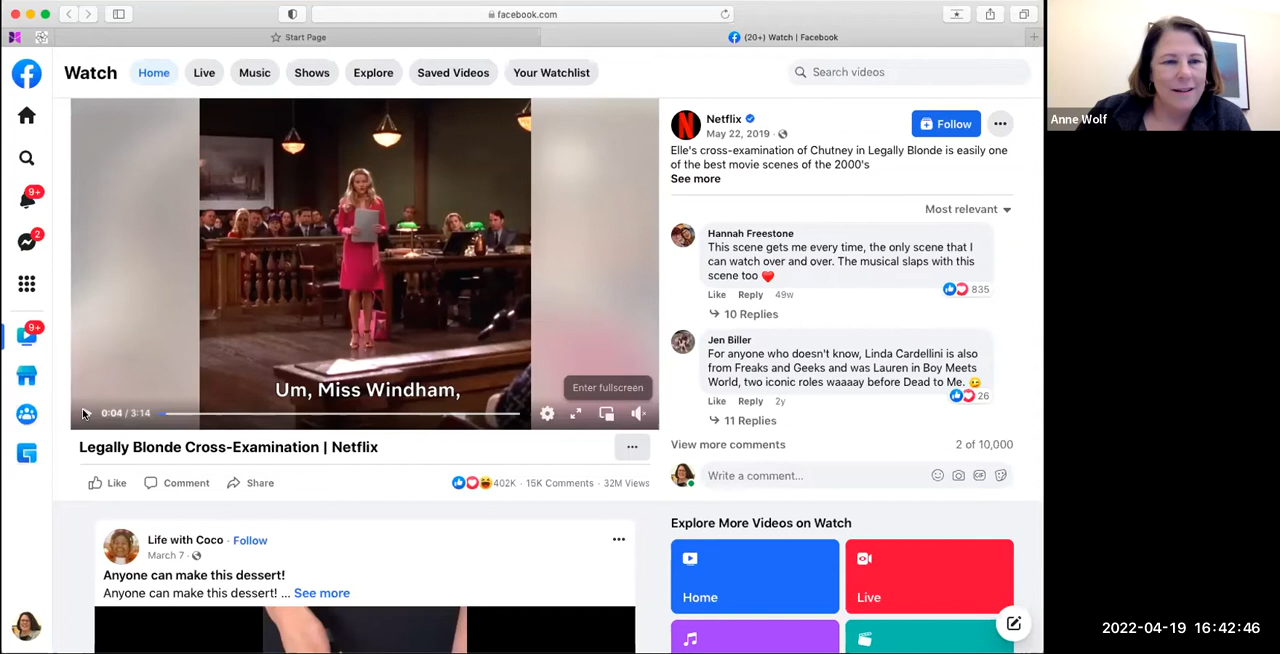 facebook.com
Start Page
(20+) Watch | Facebook
Watch
Home
Live
Music
Shows
Explore
Saved Videos
Your Watchlist
Search videos
Anne Wolf
9+
2
9+
Um, Miss Windham,
Enter fullscreen
0:04 / 3:14
Legally Blonde Cross-Examination | Netflix
Like
Comment
Share
402K · 15K Comments · 32M Views
Netflix
May 22, 2019 ·
Follow
Elle's cross-examination of Chutney in Legally Blonde is easily one
of the best movie scenes of the 2000's
See more
Most relevant
Hannah Freestone
This scene gets me every time, the only scene that I
can watch over and over. The musical slaps with this
scene too ❤️
835
Like Reply 49w
10 Replies
Jen Biller
For anyone who doesn't know, Linda Cardellini is also
from Freaks and Geeks and was Lauren in Boy Meets
World, two iconic roles waaaay before Dead to Me. 😉
26
Like Reply 2y
11 Replies
View more comments
2 of 10,000
Write a comment...
GIF
Life with Coco · Follow
March 7 ·
Anyone can make this dessert!
Anyone can make this dessert! ... See more
Explore More Videos on Watch
Home
Live
2022-04-19 16:42:46